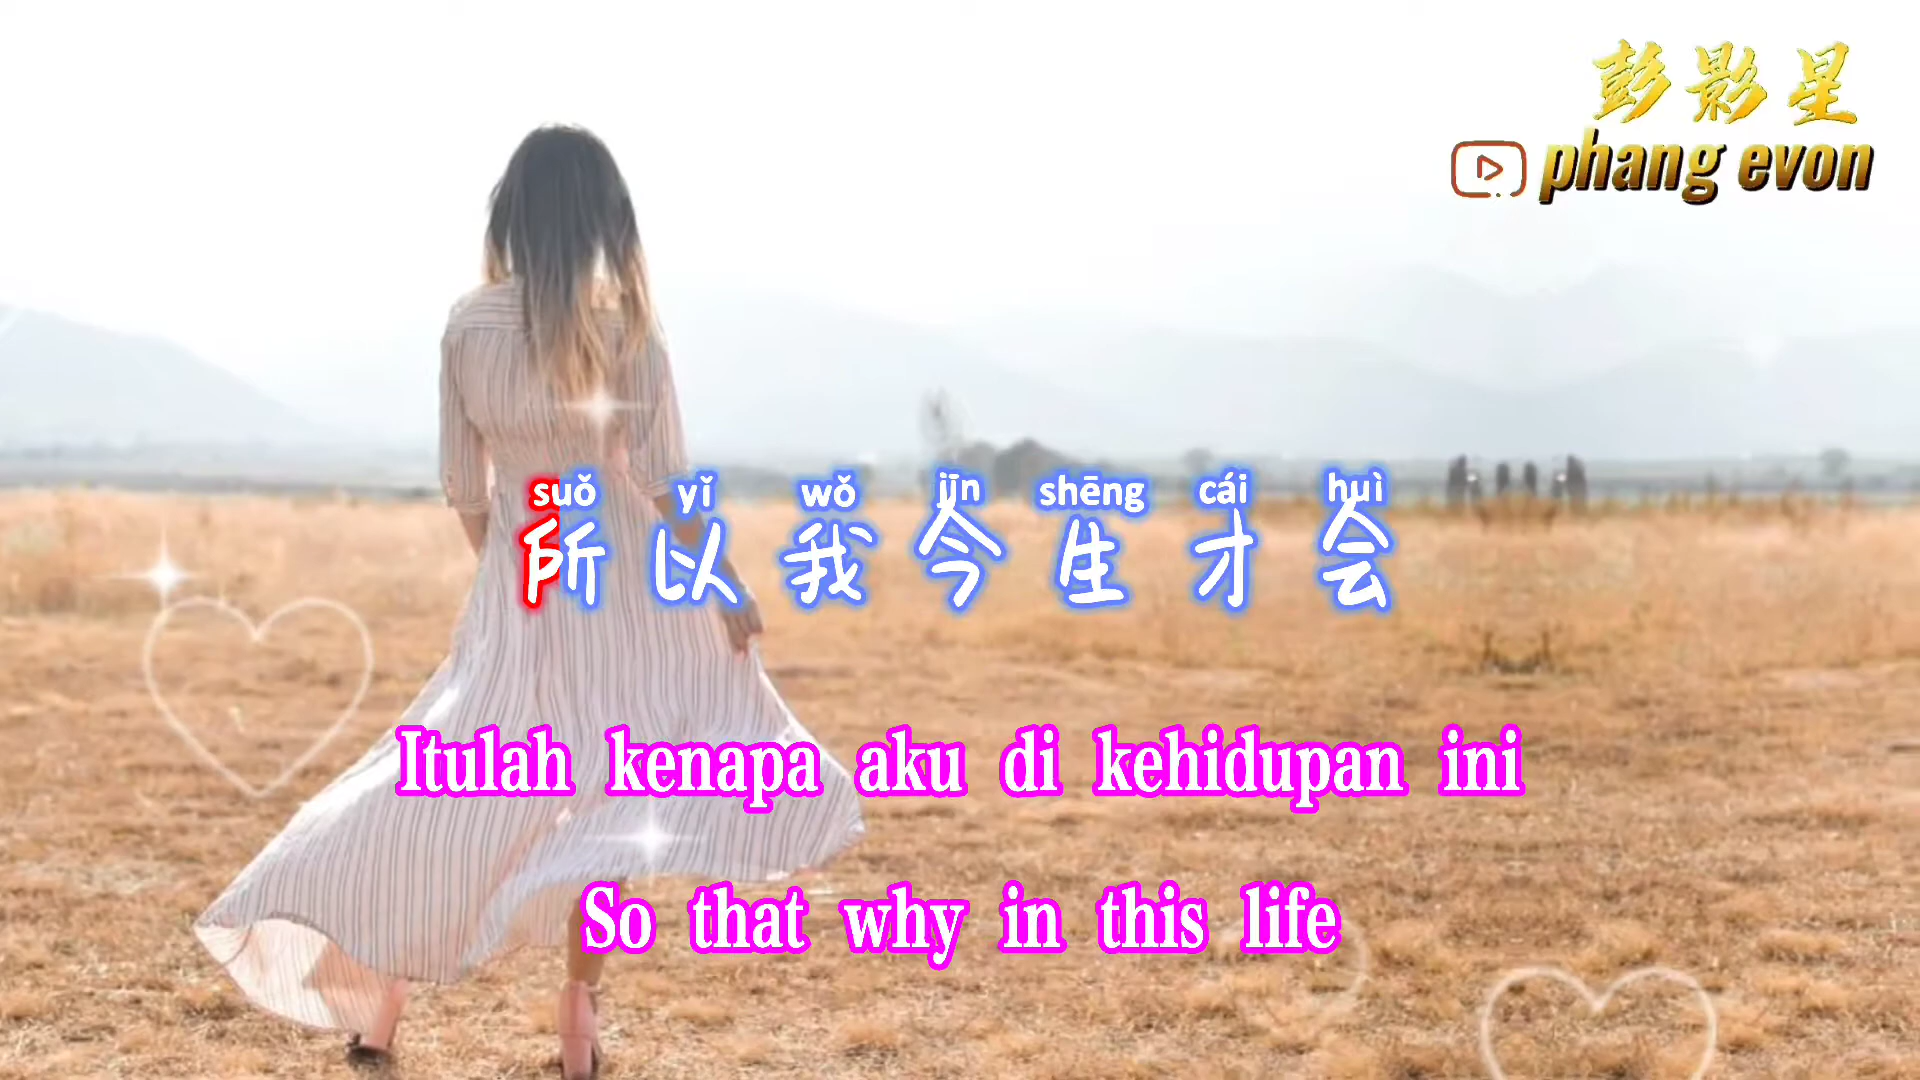 彭影星
phang evon
suǒ yǐ wǒ jīn shēng cái huì
所以我今生才会
Itulah kenapa aku di kehidupan ini
So that why in this life